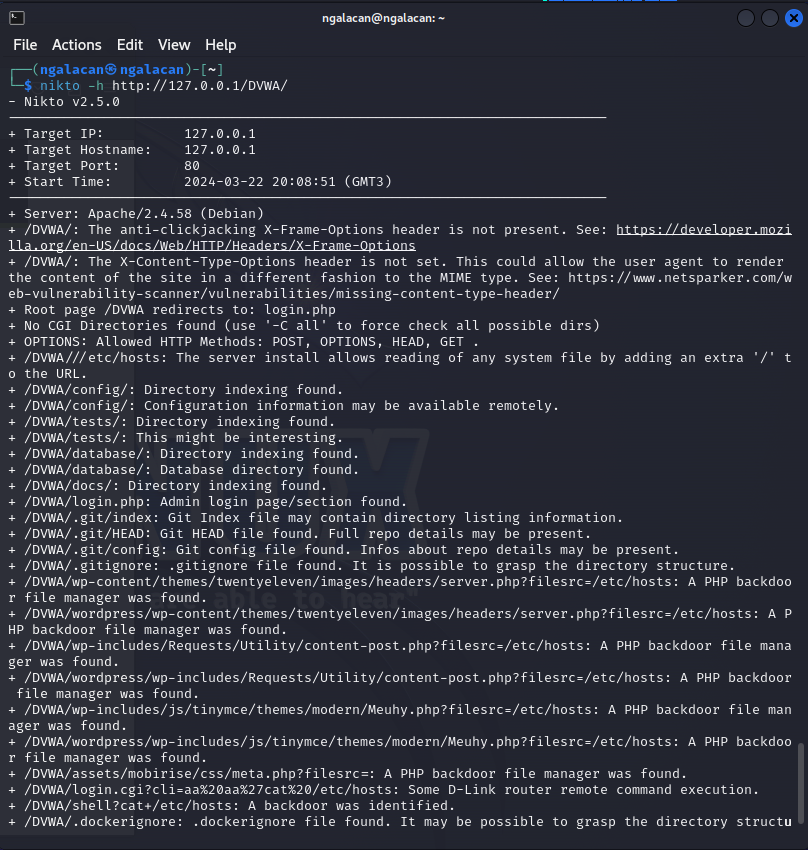 ngalacan@ngalacan: ~
File Actions Edit View Help
┌──(ngalacan㉿ngalacan)-[~]
└─$ nikto -h http://127.0.0.1/DVWA/
- Nikto v2.5.0
---------------------------------------------------------------------------
+ Target IP:          127.0.0.1
+ Target Hostname:    127.0.0.1
+ Target Port:        80
+ Start Time:         2024-03-22 20:08:51 (GMT3)
---------------------------------------------------------------------------
+ Server: Apache/2.4.58 (Debian)
+ /DVWA/: The anti-clickjacking X-Frame-Options header is not present. See: https://developer.mozi
lla.org/en-US/docs/Web/HTTP/Headers/X-Frame-Options
+ /DVWA/: The X-Content-Type-Options header is not set. This could allow the user agent to render
the content of the site in a different fashion to the MIME type. See: https://www.netsparker.com/w
eb-vulnerability-scanner/vulnerabilities/missing-content-type-header/
+ Root page /DVWA redirects to: login.php
+ No CGI Directories found (use '-C all' to force check all possible dirs)
+ OPTIONS: Allowed HTTP Methods: POST, OPTIONS, HEAD, GET .
+ /DVWA///etc/hosts: The server install allows reading of any system file by adding an extra '/' t
o the URL.
+ /DVWA/config/: Directory indexing found.
+ /DVWA/config/: Configuration information may be available remotely.
+ /DVWA/tests/: Directory indexing found.
+ /DVWA/tests/: This might be interesting.
+ /DVWA/database/: Directory indexing found.
+ /DVWA/database/: Database directory found.
+ /DVWA/docs/: Directory indexing found.
+ /DVWA/login.php: Admin login page/section found.
+ /DVWA/.git/index: Git Index file may contain directory listing information.
+ /DVWA/.git/HEAD: Git HEAD file found. Full repo details may be present.
+ /DVWA/.git/config: Git config file found. Infos about repo details may be present.
+ /DVWA/.gitignore: .gitignore file found. It is possible to grasp the directory structure.
+ /DVWA/wp-content/themes/twentyeleven/images/headers/server.php?filesrc=/etc/hosts: A PHP backdoo
r file manager was found.
+ /DVWA/wordpress/wp-content/themes/twentyeleven/images/headers/server.php?filesrc=/etc/hosts: A P
HP backdoor file manager was found.
+ /DVWA/wp-includes/Requests/Utility/content-post.php?filesrc=/etc/hosts: A PHP backdoor file mana
ger was found.
+ /DVWA/wordpress/wp-includes/Requests/Utility/content-post.php?filesrc=/etc/hosts: A PHP backdoor
 file manager was found.
+ /DVWA/wp-includes/js/tinymce/themes/modern/Meuhy.php?filesrc=/etc/hosts: A PHP backdoor file man
ager was found.
+ /DVWA/wordpress/wp-includes/js/tinymce/themes/modern/Meuhy.php?filesrc=/etc/hosts: A PHP backdoo
r file manager was found.
+ /DVWA/assets/mobirise/css/meta.php?filesrc=: A PHP backdoor file manager was found.
+ /DVWA/login.cgi?cli=aa%20aa%27cat%20/etc/hosts: Some D-Link router remote command execution.
+ /DVWA/shell?cat+/etc/hosts: A backdoor was identified.
+ /DVWA/.dockerignore: .dockerignore file found. It may be possible to grasp the directory structu